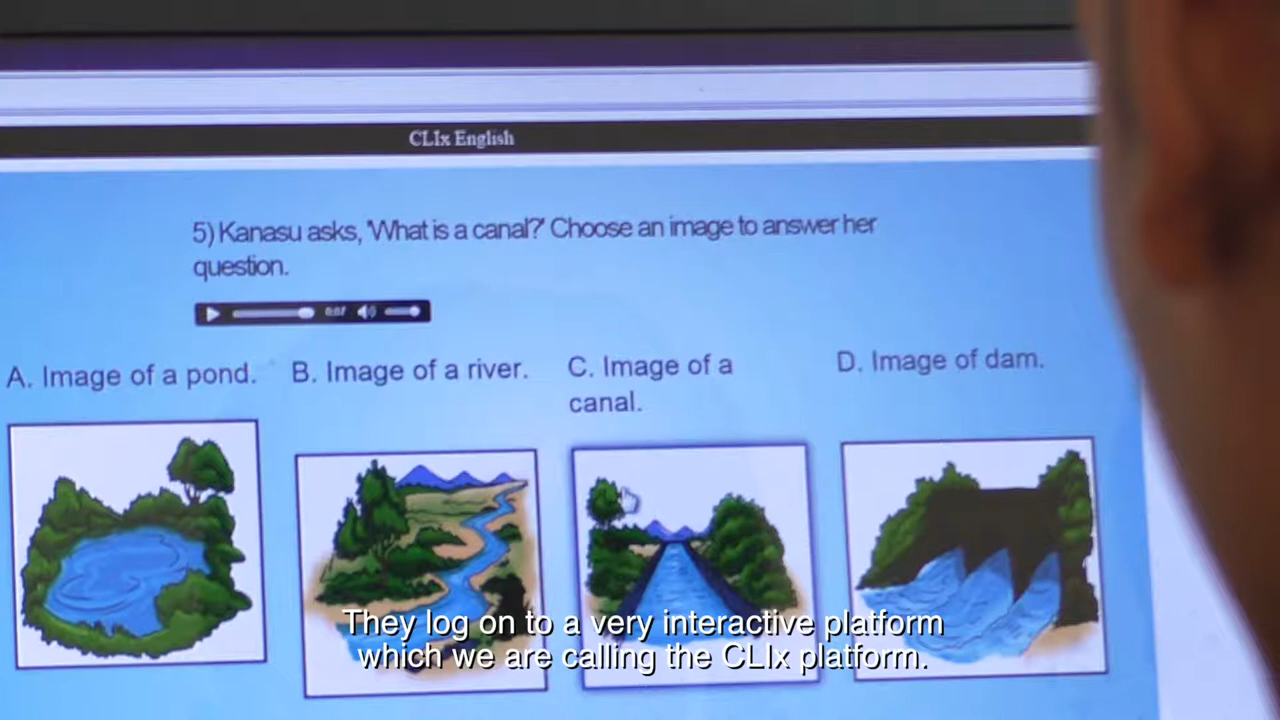 CLIx English
5) Kanasu asks, 'What is a canal?' Choose an image to answer her
question.
0:07
A. Image of a pond.
B. Image of a river.
C. Image of a
canal.
D. Image of dam.
They log on to a very interactive platform
which we are calling the CLIx platform.